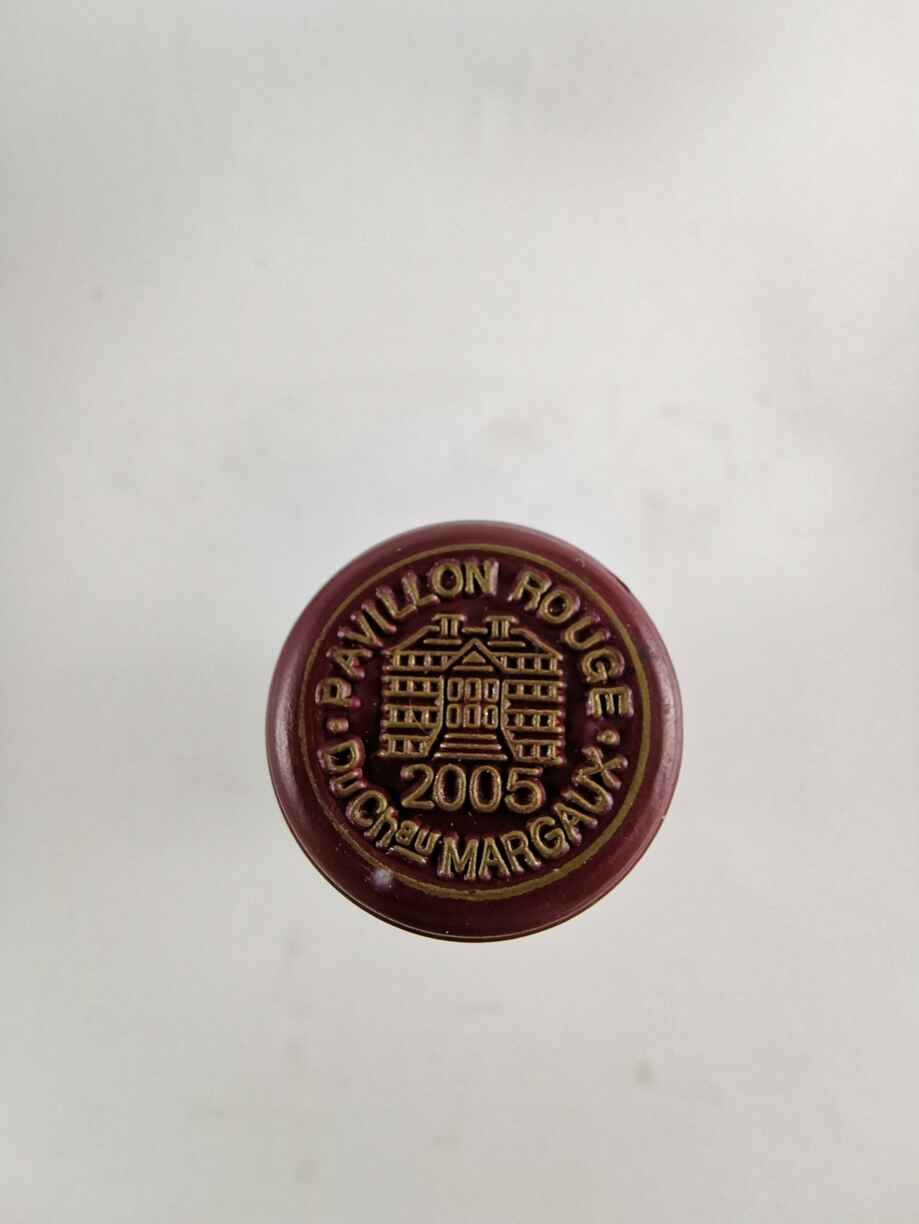 PAVILLON ROUGE
2005
DU Chau MARGAUX